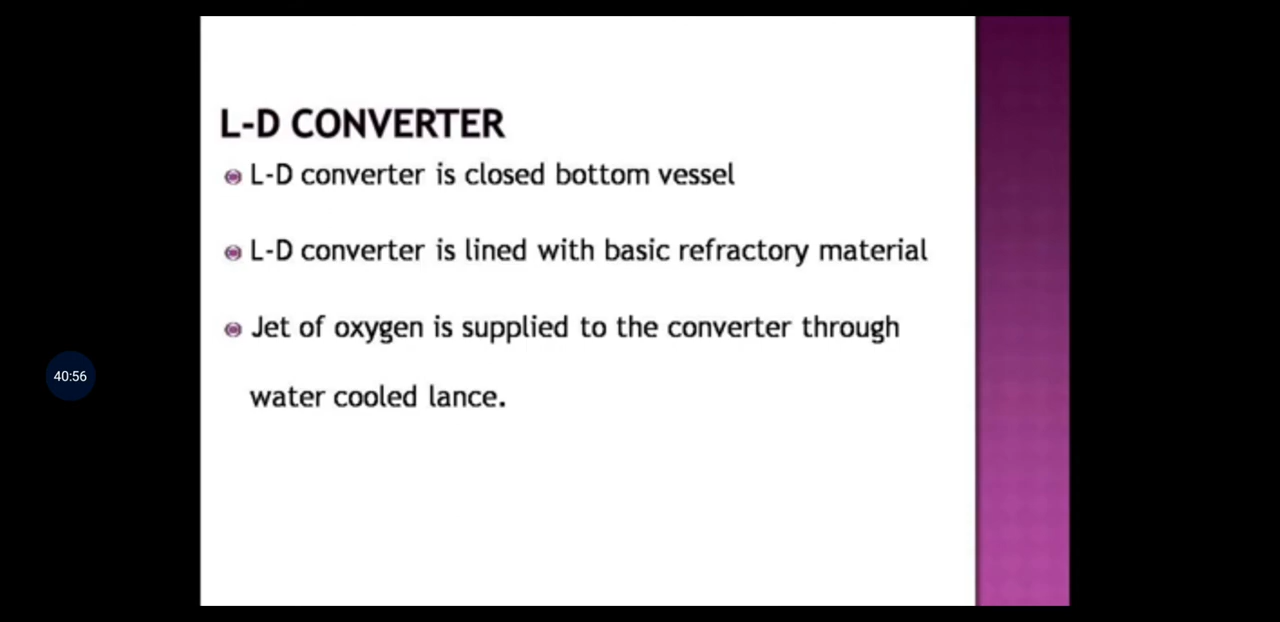 L-D CONVERTER
L-D converter is closed bottom vessel
L-D converter is lined with basic refractory material
Jet of oxygen is supplied to the converter through
40:56
water cooled lance.